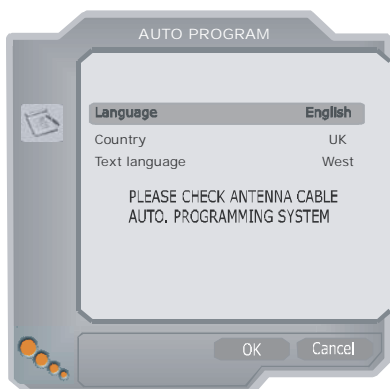 AUTO PROGRAM
Language English
Country UK
Text language West
PLEASE CHECK ANTENNA CABLE
AUTO. PROGRAMMING SYSTEM
OK Cancel